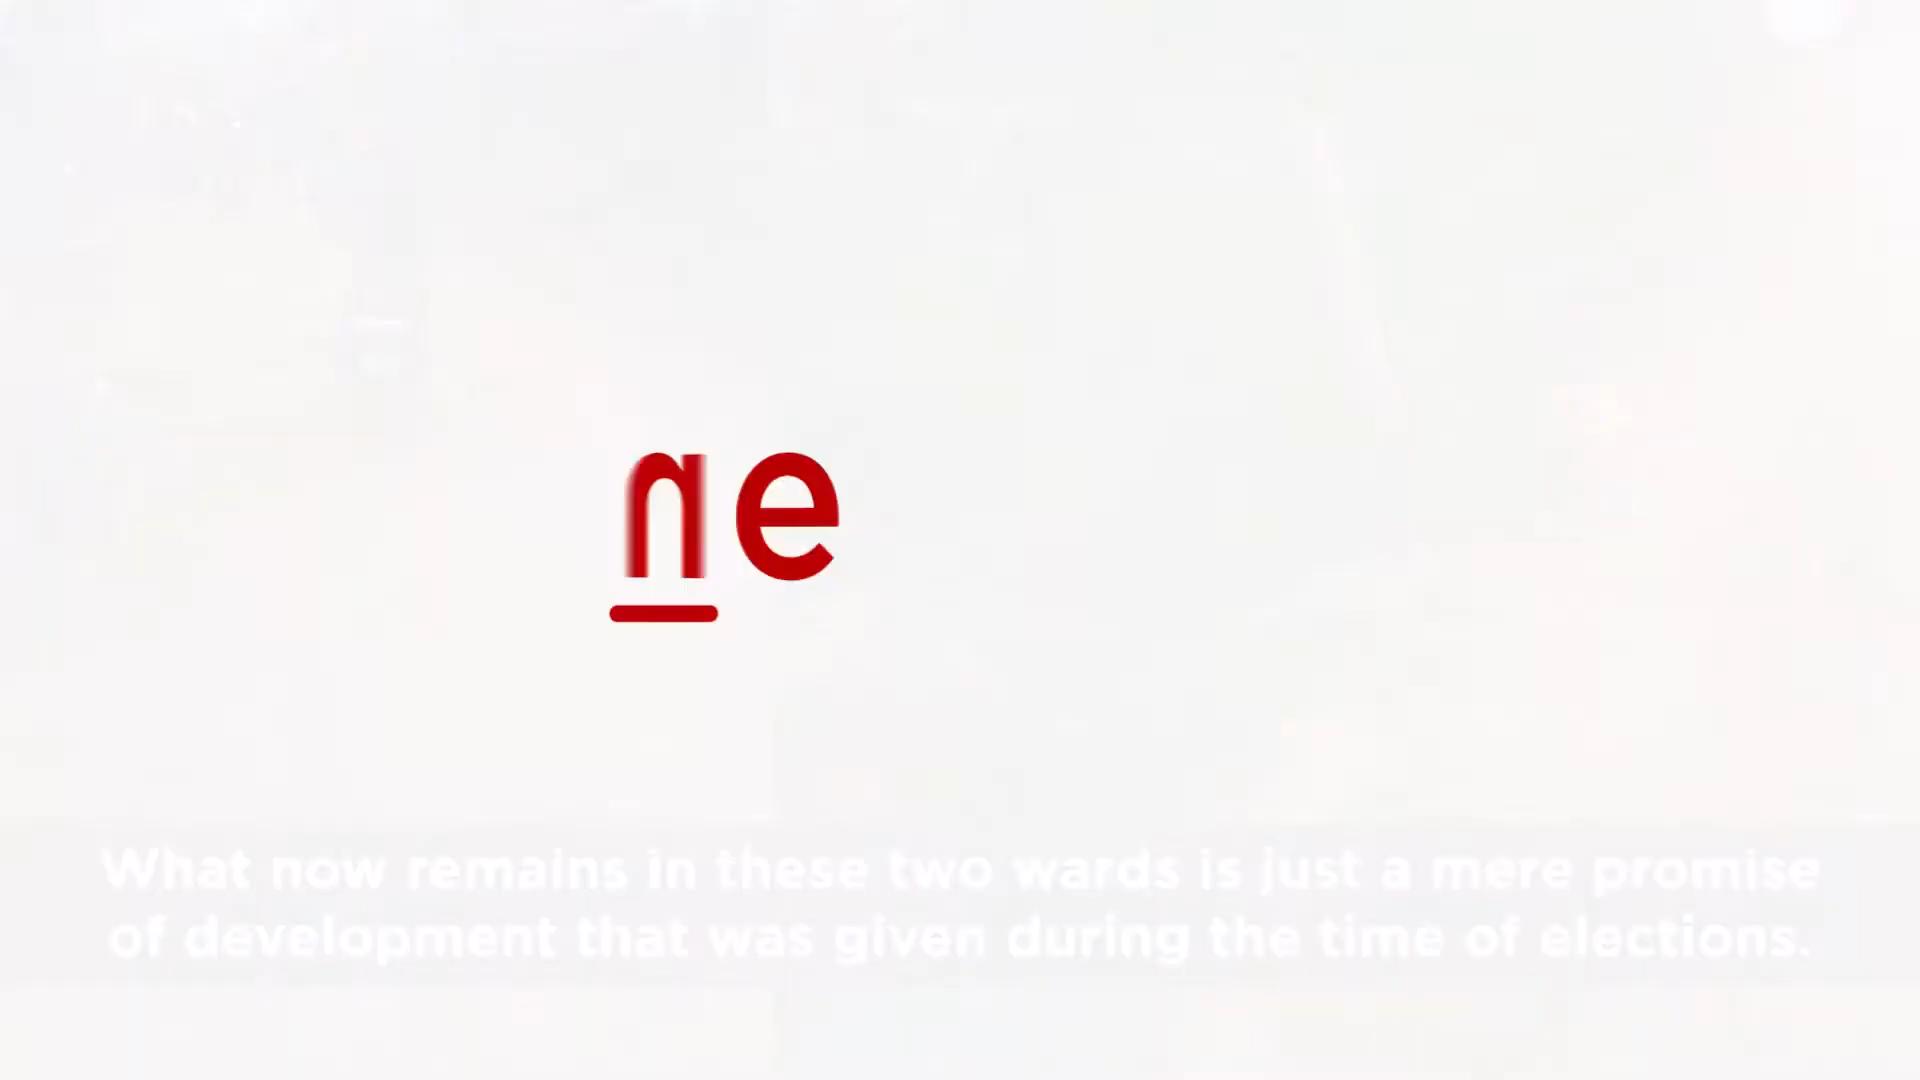 ne
What now remains in these two wards is just a mere promise
of development that was given during the time of elections.